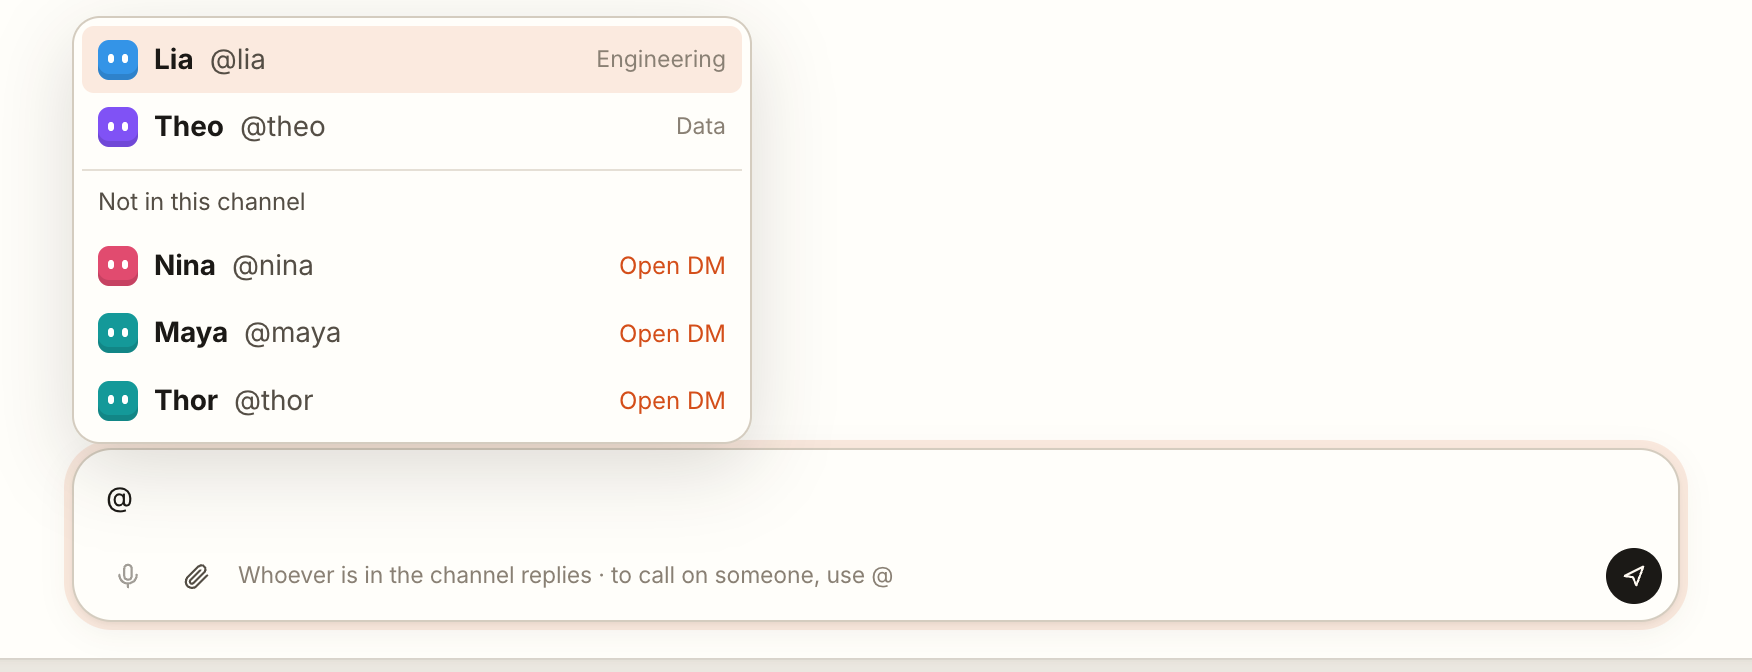 Lia @lia Engineering
Theo @theo Data
Not in this channel
Nina @nina Open DM
Maya @maya Open DM
Thor @thor Open DM
@
Whoever is in the channel replies · to call on someone, use @